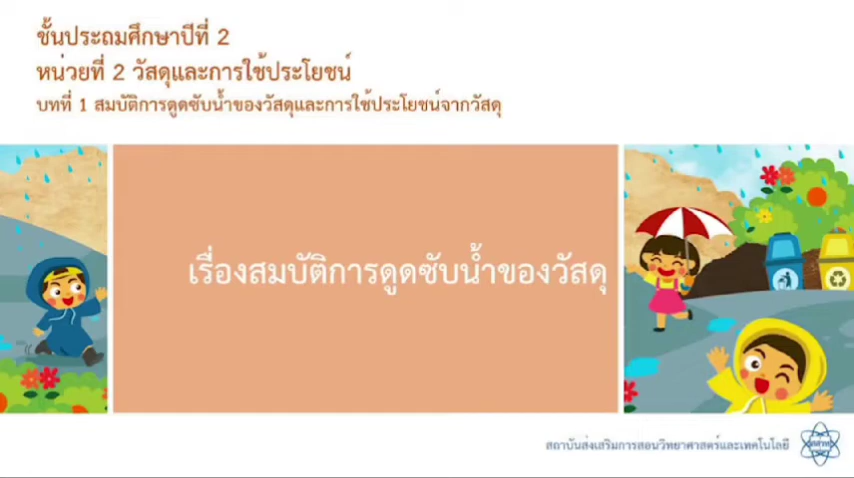 ชั้นประถมศึกษาปีที่ 2
หน่วยที่ 2 วัสดุและการใช้ประโยชน์
บทที่ 1 สมบัติการดูดซับน้ำของวัสดุและการใช้ประโยชน์จากวัสดุ
เรื่องสมบัติการดูดซับน้ำของวัสดุ
สถาบันส่งเสริมการสอนวิทยาศาสตร์และเทคโนโลยี